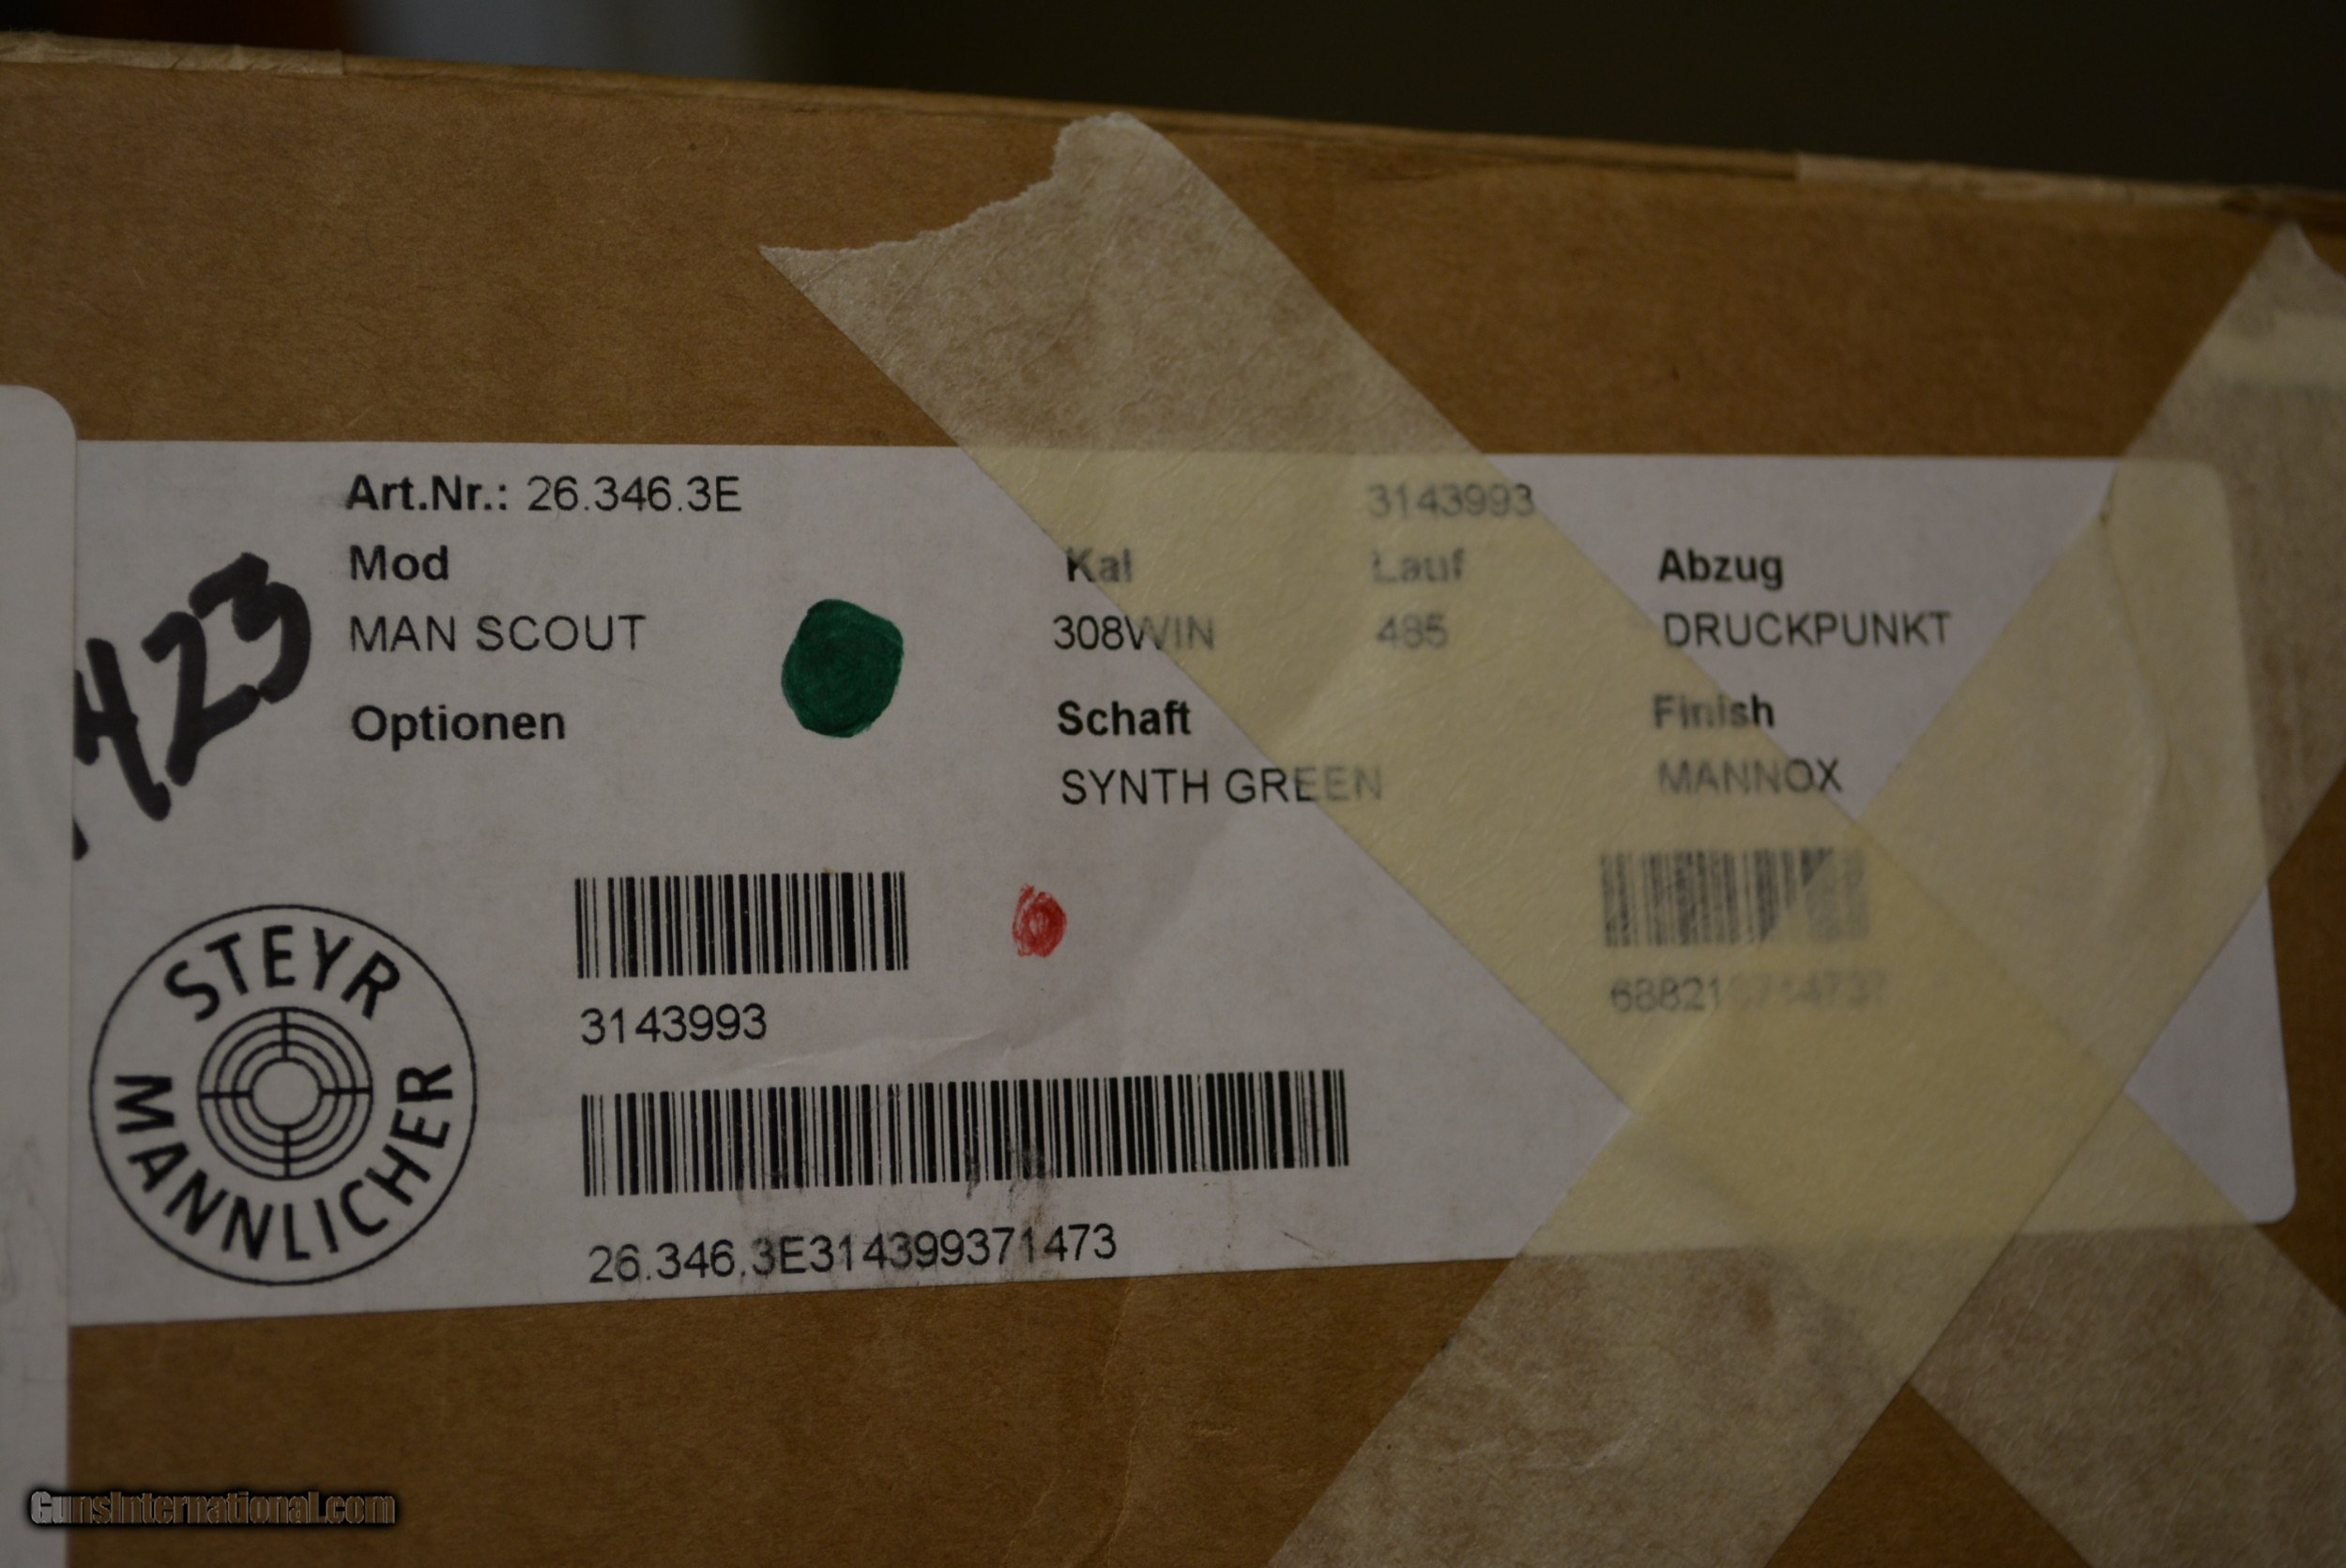 Art.Nr.: 26.346.3E
3143993
Mod
Kal
Lauf
Abzug
MAN SCOUT
308WIN
485
DRUCKPUNKT
Optionen
Schaft
Finish
SYNTH GREEN
MANNOX
423
STEYR
MANNLICHER
3143993
26.346.3E314399371473
GunsInternational.com